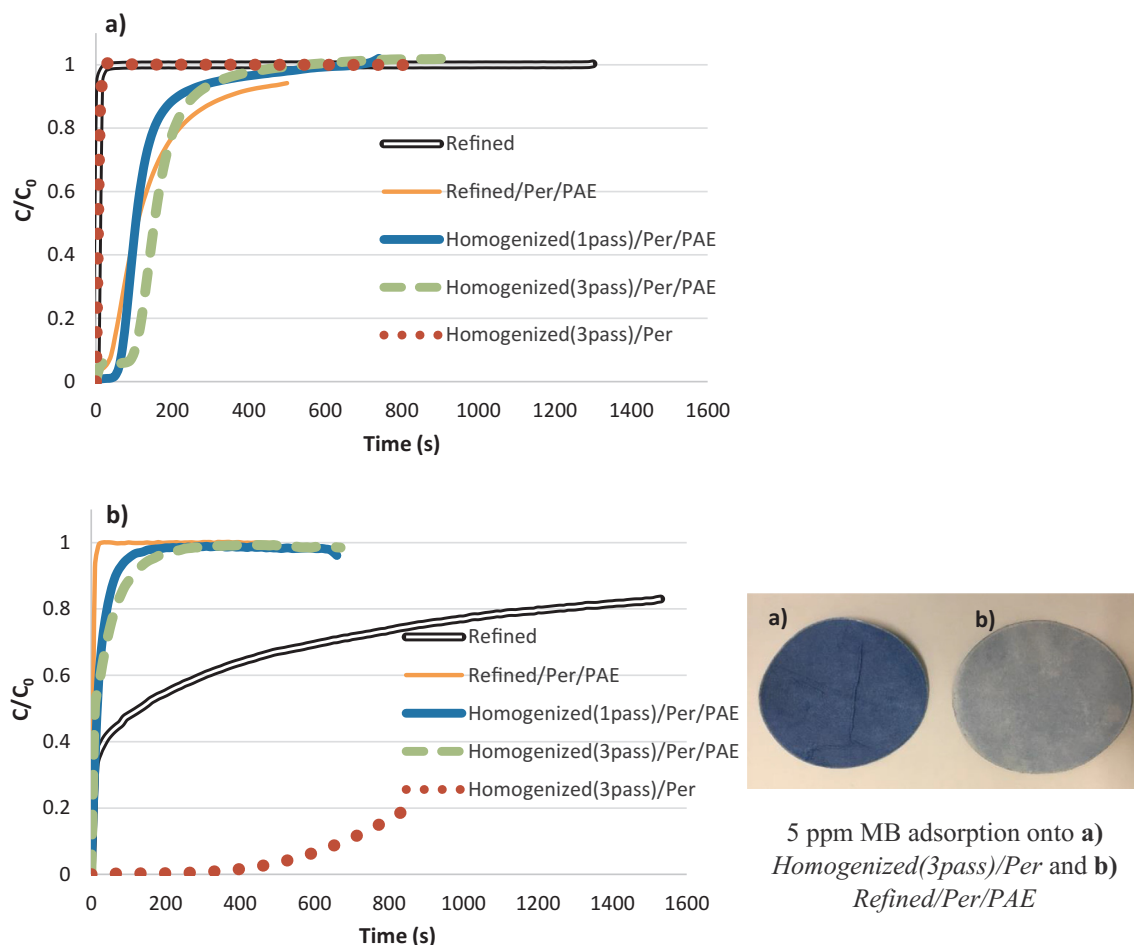 a)
1
0.8
0.6
0.4
0.2
0
C/C0
0 200 400 600 800 1000 1200 1400 1600
Time (s)
Refined
Refined/Per/PAE
Homogenized(1pass)/Per/PAE
Homogenized(3pass)/Per/PAE
Homogenized(3pass)/Per
b)
1
0.8
0.6
0.4
0.2
0
C/C0
0 200 400 600 800 1000 1200 1400 1600
Time (s)
Refined
Refined/Per/PAE
Homogenized(1pass)/Per/PAE
Homogenized(3pass)/Per/PAE
Homogenized(3pass)/Per
a) b)
5 ppm MB adsorption onto a)
Homogenized(3pass)/Per and b)
Refined/Per/PAE